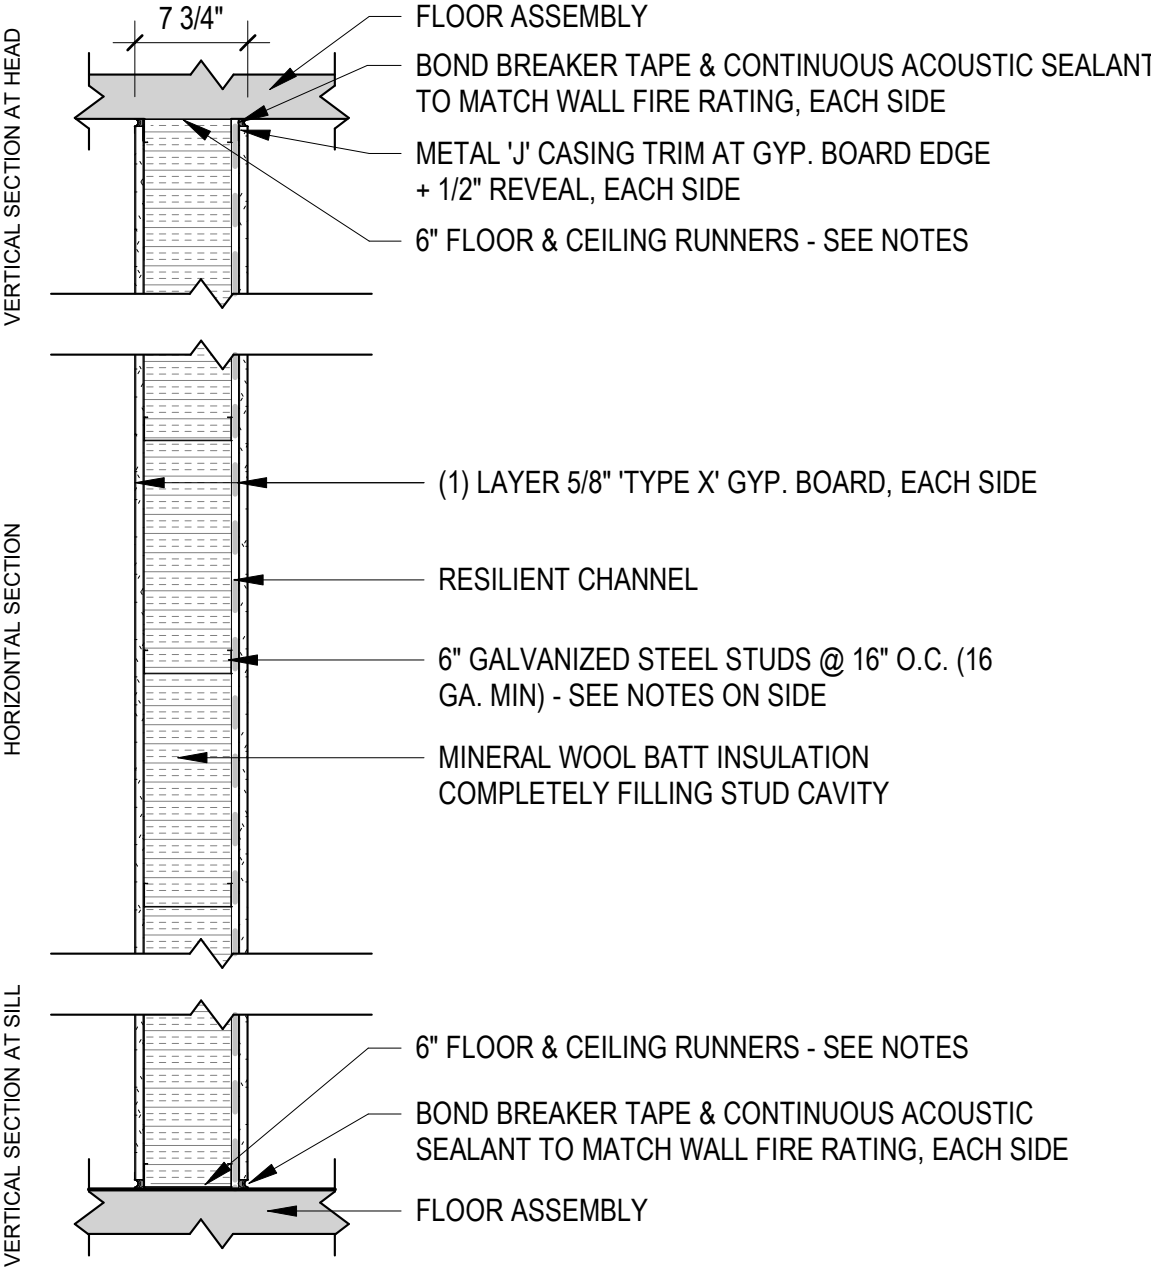 VERTICAL SECTION AT HEAD
7 3/4"
FLOOR ASSEMBLY
BOND BREAKER TAPE & CONTINUOUS ACOUSTIC SEALANT
TO MATCH WALL FIRE RATING, EACH SIDE
METAL 'J' CASING TRIM AT GYP. BOARD EDGE
+ 1/2" REVEAL, EACH SIDE
6" FLOOR & CEILING RUNNERS - SEE NOTES
HORIZONTAL SECTION
(1) LAYER 5/8" 'TYPE X' GYP. BOARD, EACH SIDE
RESILIENT CHANNEL
6" GALVANIZED STEEL STUDS @ 16" O.C. (16
GA. MIN) - SEE NOTES ON SIDE
MINERAL WOOL BATT INSULATION
COMPLETELY FILLING STUD CAVITY
VERTICAL SECTION AT SILL
6" FLOOR & CEILING RUNNERS - SEE NOTES
BOND BREAKER TAPE & CONTINUOUS ACOUSTIC
SEALANT TO MATCH WALL FIRE RATING, EACH SIDE
FLOOR ASSEMBLY